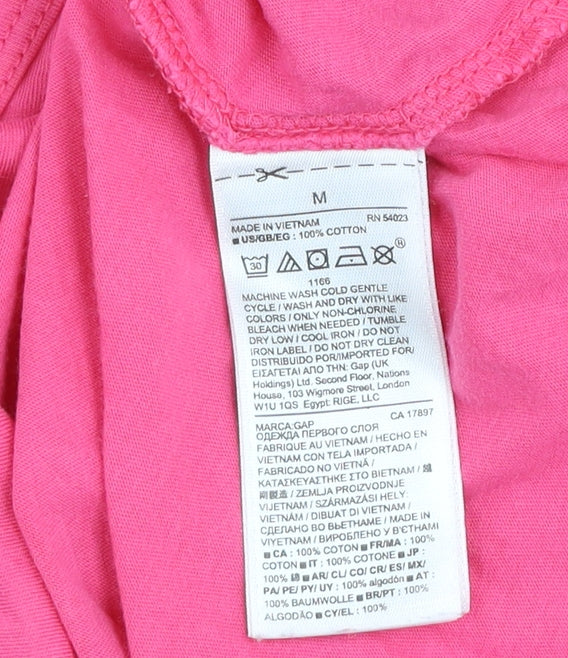 M
MADE IN VIETNAM RN 54023
■ US/GB/EG : 100% COTTON
30
1166
MACHINE WASH COLD GENTLE
CYCLE / WASH AND DRY WITH LIKE
COLORS / ONLY NON-CHLORINE
BLEACH WHEN NEEDED / TUMBLE
DRY LOW / COOL IRON / DO NOT
IRON LABEL / DO NOT DRY CLEAN
DISTRIBUIDO POR/IMPORTED FOR/
ΕΙΣΑΓΕΤΑΙ ΑΠΟ ΤΗΝ: Gap (UK
Holdings) Ltd. Second Floor, Nations
House, 103 Wigmore Street, London
W1U 1QS Egypt: RIGE, LLC
MARCA:GAP CA 17897
ОДЕЖДА ПЕРВОГО СЛОЯ
FABRIQUE AU VIETNAM / HECHO EN
VIETNAM CON TELA IMPORTADA /
FABRICADO NO VIETNÃ /
ΚΑΤΑΣΚΕΥΑΣΤΗΚΕ ΣΤΟ ΒΙΕΤΝΑΜ / 越
南製造 / ZEMLJA PROIZVODNJE
VIJETNAM / SZÁRMAZÁSI HELY:
VIETNÁM / DIBUAT DI VIETNAM /
СДЕЛАНО ВО ВЬЕТНАМЕ / MADE IN
VIYETNAM / ВИРОБЛЕНО У В'ЄТНАМІ
■ CA : 100% COTON ■ FR/MA : 100%
COTON ■ IT : 100% COTONE ■ JP :
100% 綿 ■ AR/ CL/ CO/ CR/ ES/ MX/
PA/ PE/ PY/ UY : 100% algodón ■ AT :
100% BAUMWOLLE ■ BR/PT : 100%
ALGODÃO ■ CY/EL : 100%